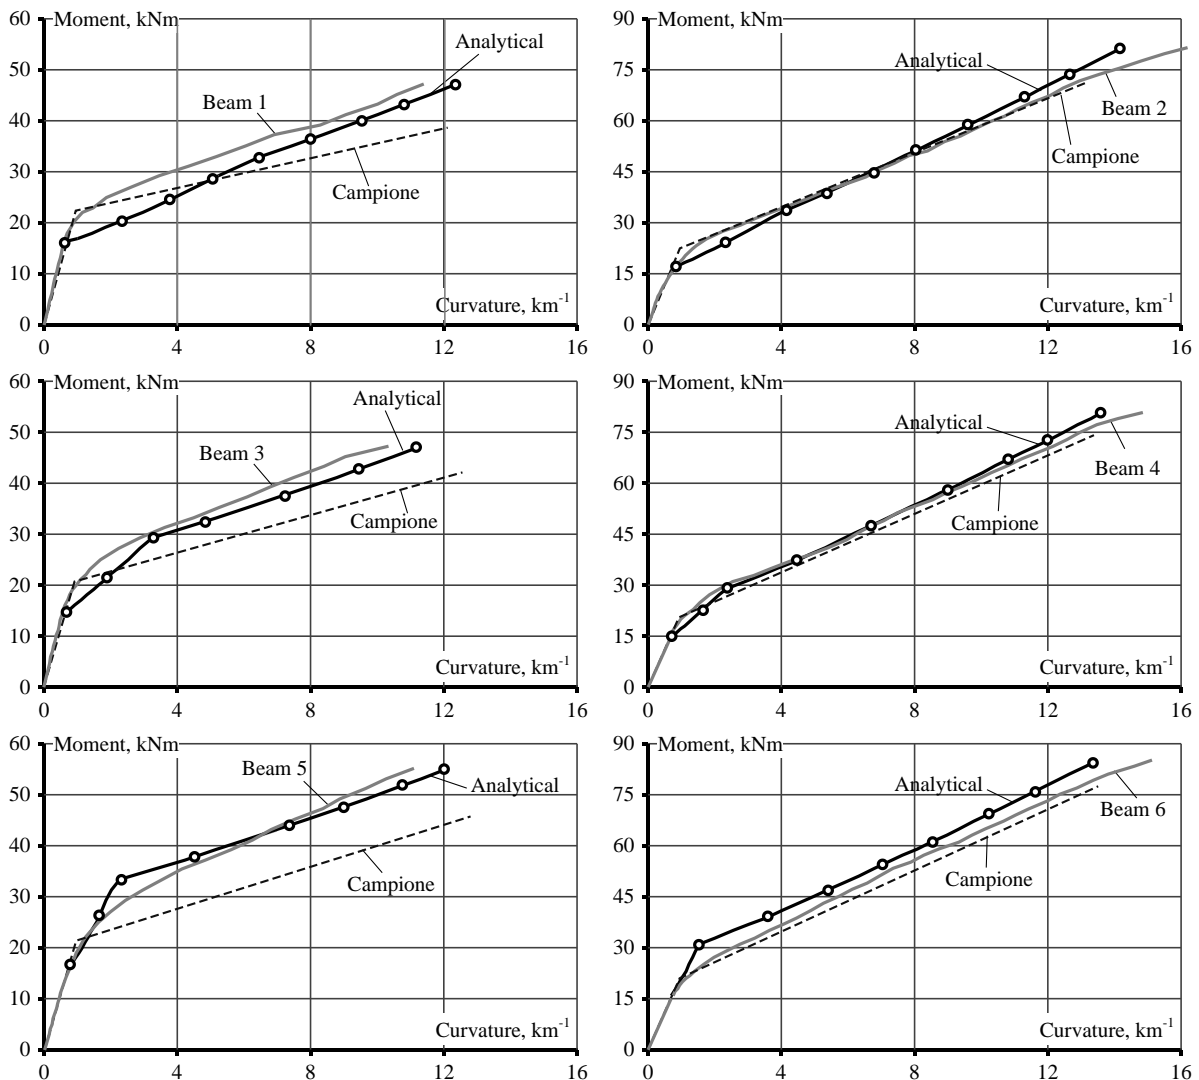 60 Moment, kNm
50
40
30
20
10
0
0 4 8 12 16
Analytical
Beam 1
Campione
Curvature, km-1
90 Moment, kNm
75
60
45
30
15
0
0 4 8 12 16
Analytical
Beam 2
Campione
Curvature, km-1
60 Moment, kNm
50
40
30
20
10
0
0 4 8 12 16
Analytical
Beam 3
Campione
Curvature, km-1
90 Moment, kNm
75
60
45
30
15
0
0 4 8 12 16
Analytical
Beam 4
Campione
Curvature, km-1
60 Moment, kNm
50
40
30
20
10
0
0 4 8 12 16
Beam 5
Analytical
Campione
Curvature, km-1
90 Moment, kNm
75
60
45
30
15
0
0 4 8 12 16
Analytical
Beam 6
Campione
Curvature, km-1